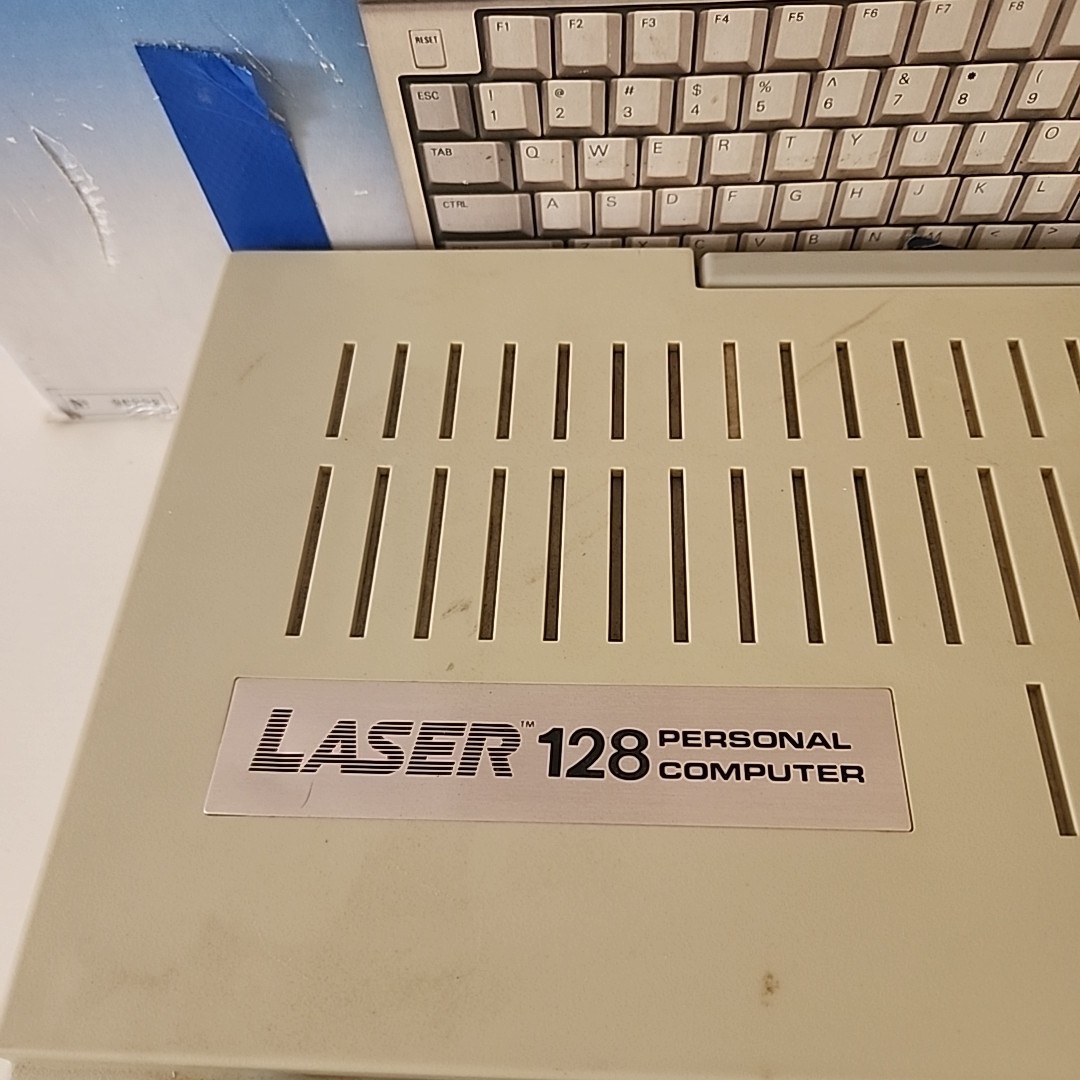 RESET F1 F2 F3 F4 F5 F6 F7 F8
ESC ! 1 @ 2 # 3 $ 4 % 5 ^ 6 & 7 * 8 ( 9
TAB Q W E R T Y U I O
CTRL A S D F G H J K L
Z X C V B N M < >
Nº
LASER™ 128 PERSONAL
COMPUTER